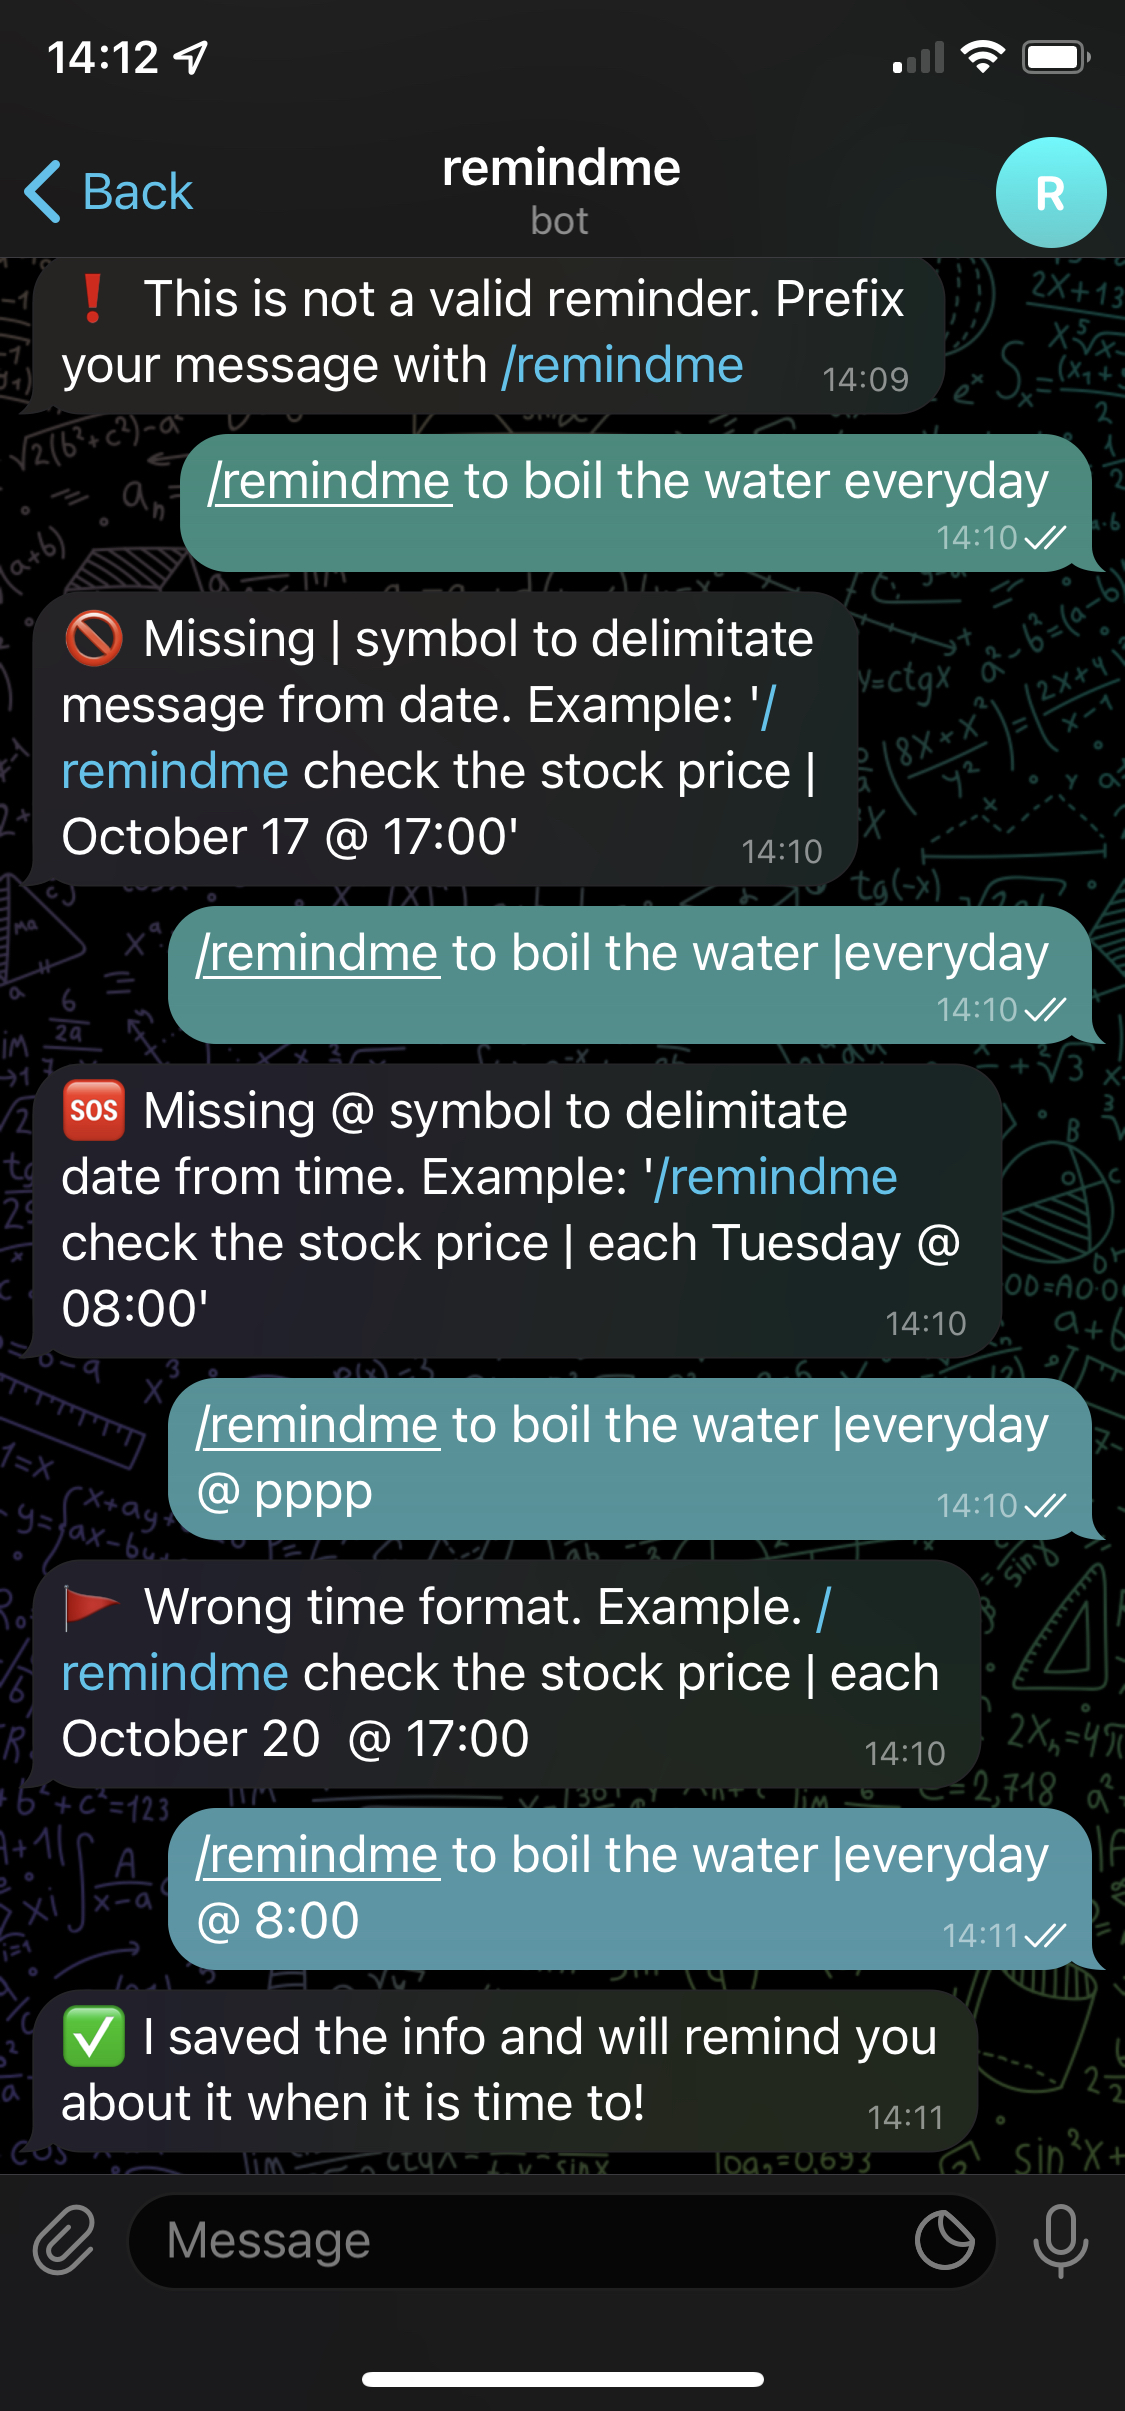 14:12
Back
remindme
bot
R
❗ This is not a valid reminder. Prefix
your message with /remindme
14:09
/remindme to boil the water everyday
14:10
🚫 Missing | symbol to delimitate
message from date. Example: '/
remindme check the stock price |
October 17 @ 17:00'
14:10
/remindme to boil the water |everyday
14:10
🆘 Missing @ symbol to delimitate
date from time. Example: '/remindme
check the stock price | each Tuesday @
08:00'
14:10
/remindme to boil the water |everyday
@ pppp
14:10
🚩 Wrong time format. Example. /
remindme check the stock price | each
October 20  @ 17:00
14:10
/remindme to boil the water |everyday
@ 8:00
14:11
✅ I saved the info and will remind you
about it when it is time to!
14:11
Message